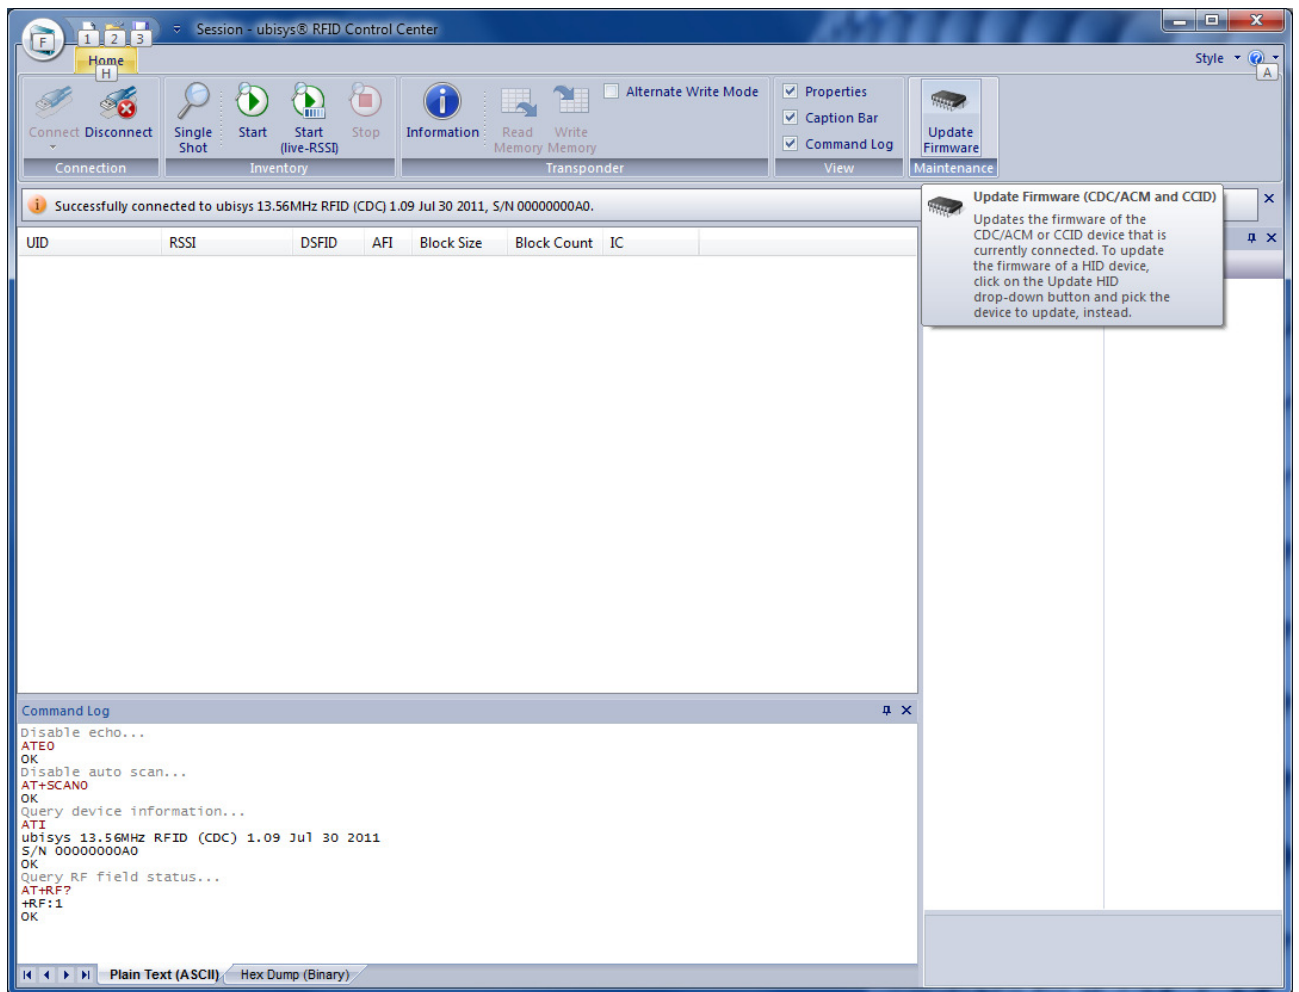 Session - ubisys® RFID Control Center
F
1 2 3
Home
H
Style
A
Connect Disconnect
Single Shot
Start
Start (live-RSSI)
Stop
Information
Read Memory
Write Memory
Alternate Write Mode
Properties
Caption Bar
Command Log
Update Firmware
Connection
Inventory
Transponder
View
Maintenance
Successfully connected to ubisys 13.56MHz RFID (CDC) 1.09 Jul 30 2011, S/N 00000000A0.
Update Firmware (CDC/ACM and CCID)
Updates the firmware of the
CDC/ACM or CCID device that is
currently connected. To update
the firmware of a HID device,
click on the Update HID
drop-down button and pick the
device to update, instead.
UID RSSI DSFID AFI Block Size Block Count IC
Command Log
Disable echo...
ATE0
OK
Disable auto scan...
AT+SCAN0
OK
Query device information...
ATI
ubisys 13.56MHz RFID (CDC) 1.09 Jul 30 2011
S/N 00000000A0
OK
Query RF field status...
AT+RF?
+RF:1
OK
Plain Text (ASCII) Hex Dump (Binary)